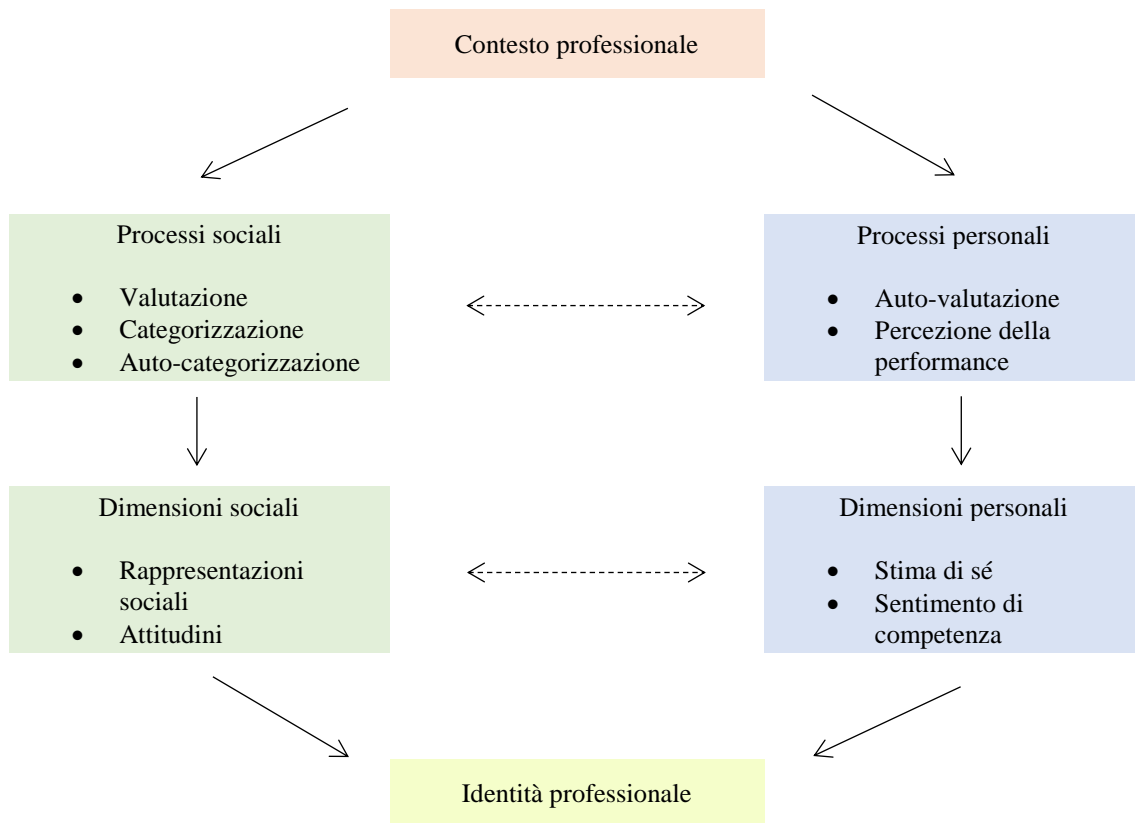 Contesto professionale
Processi sociali
• Valutazione
• Categorizzazione
• Auto-categorizzazione
Processi personali
• Auto-valutazione
• Percezione della
performance
Dimensioni sociali
• Rappresentazioni
sociali
• Attitudini
Dimensioni personali
• Stima di sé
• Sentimento di
competenza
Identità professionale